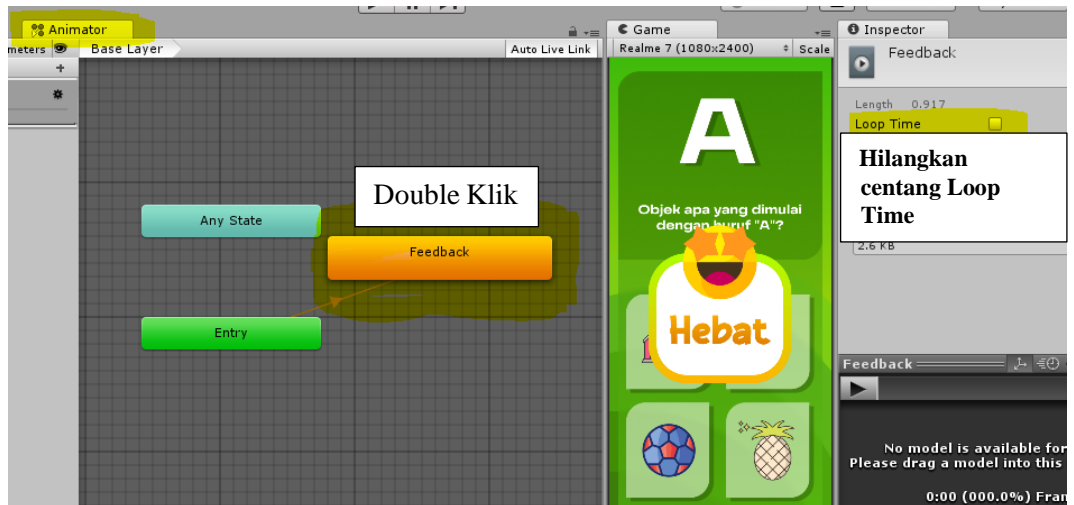 Animator
Game
Inspector
meters
Base Layer
Auto Live Link
Realme 7 (1080x2400)
Scale
Feedback
Length 0.917
Loop Time
Hilangkan
centang Loop
Time
2.6 KB
Double Klik
Any State
Feedback
Entry
A
Objek apa yang dimulai
dengan huruf "A"?
Hebat
Feedback
No model is available for
Please drag a model into this
0:00 (000.0%) Fram